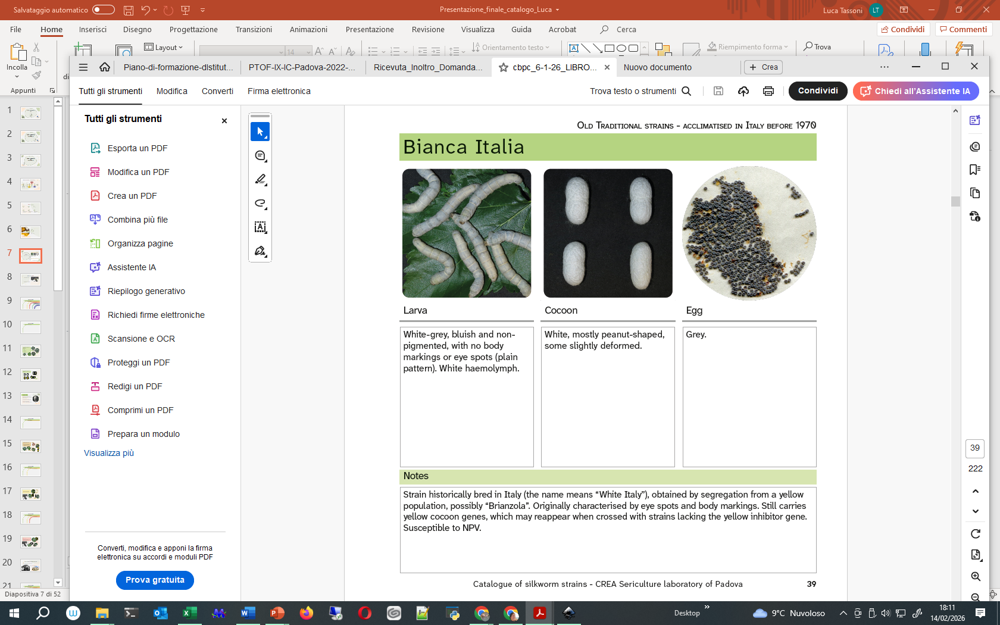 Salvataggio automatico
Presentazione_finale_catalogo_Luca
Luca Tassoni
LT
File
Home
Inserisci
Disegno
Progettazione
Transizioni
Animazioni
Presentazione
Revisione
Visualizza
Guida
Acrobat
Cerca
Condividi
Commenti
Incolla
Appunti
Layout
14
Orientamento testo
Riempimento forma
Trova
Piano-di-formazione-dIstitut...
PTOF-IX-IC-Padova-2022-...
Ricevuta_Inoltro_Domanda...
cbpc_6-1-26_LIBRO...
Nuovo documento
Crea
Tutti gli strumenti
Modifica
Converti
Firma elettronica
Trova testo o strumenti
Condividi
Chiedi all'Assistente IA
1
2
3
4
5
6
7
8
9
10
11
12
13
14
15
16
17
18
19
20
21
Diapositiva 7 di 52
Tutti gli strumenti
Esporta un PDF
Modifica un PDF
Crea un PDF
Combina più file
Organizza pagine
Assistente IA
Riepilogo generativo
Richiedi firme elettroniche
Scansione e OCR
Proteggi un PDF
Redigi un PDF
Comprimi un PDF
Prepara un modulo
Visualizza più
Converti, modifica e apponi la firma
elettronica su accordi e moduli PDF
Prova gratuita
Old Traditional strains - acclimatised in Italy before 1970
Bianca Italia
Larva
Cocoon
Egg
White-grey, bluish and non-
pigmented, with no body
markings or eye spots (plain
pattern). White haemolymph.
White, mostly peanut-shaped,
some slightly deformed.
Grey.
Notes
Strain historically bred in Italy (the name means “White Italy”), obtained by segregation from a yellow
population, possibly “Brianzola”. Originally characterised by eye spots and body markings. Still carries
yellow cocoon genes, which may reappear when crossed with strains lacking the yellow inhibitor gene.
Susceptible to NPV.
Catalogue of silkworm strains - CREA Sericulture laboratory of Padova
39
39
222
Desktop
9°C Nuvoloso
18:11
14/02/2026